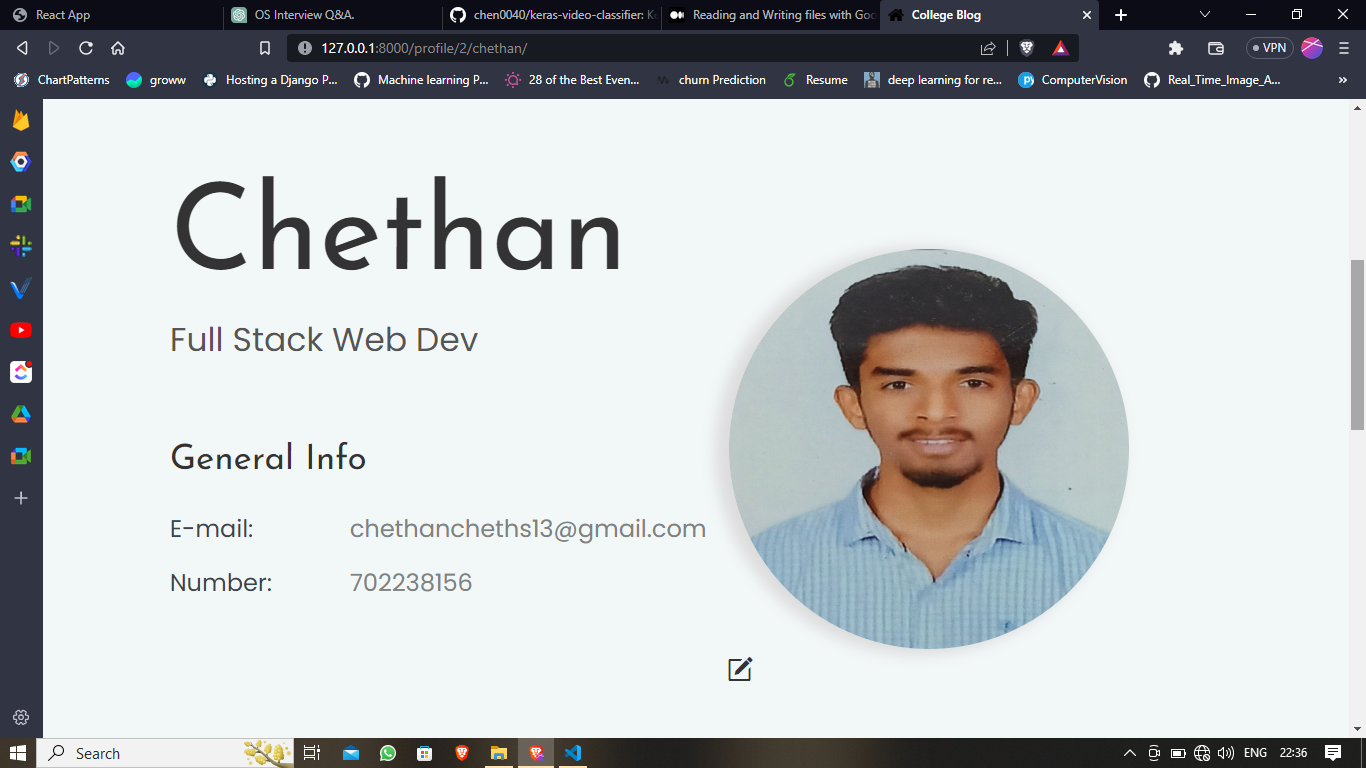 React App
OS Interview Q&A.
chen0040/keras-video-classifier: Ke
Reading and Writing files with Goo
College Blog
127.0.0.1:8000/profile/2/chethan/
VPN
ChartPatterns
groww
Hosting a Django P...
Machine learning P...
28 of the Best Even...
churn Prediction
Resume
deep learning for re...
ComputerVision
Real_Time_Image_A...
Chethan
Full Stack Web Dev
General Info
E-mail: chethancheths13@gmail.com
Number: 702238156
Search
ENG
22:36